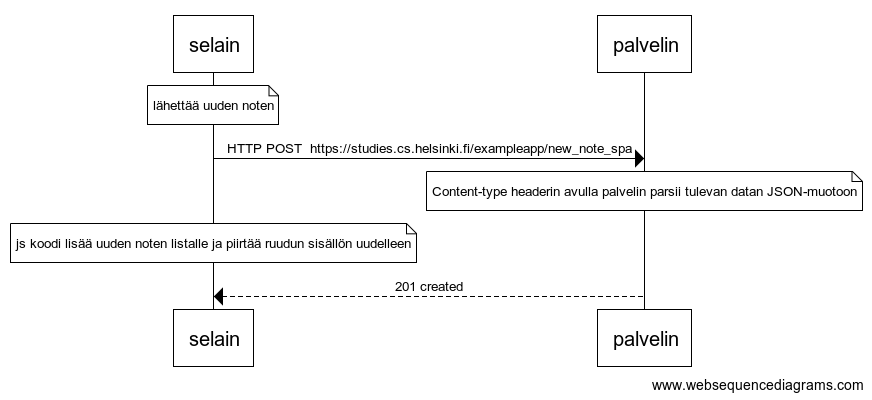 selain
palvelin
lähettää uuden noten
HTTP POST  https://studies.cs.helsinki.fi/exampleapp/new_note_spa
Content-type headerin avulla palvelin parsii tulevan datan JSON-muotoon
js koodi lisää uuden noten listalle ja piirtää ruudun sisällön uudelleen
201 created
selain
palvelin
www.websequencediagrams.com